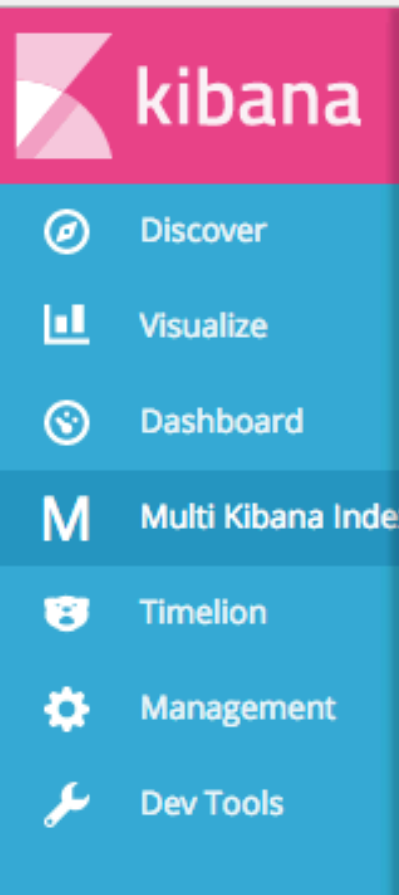 kibana
Discover
Visualize
Dashboard
M Multi Kibana Inde
Timelion
Management
Dev Tools